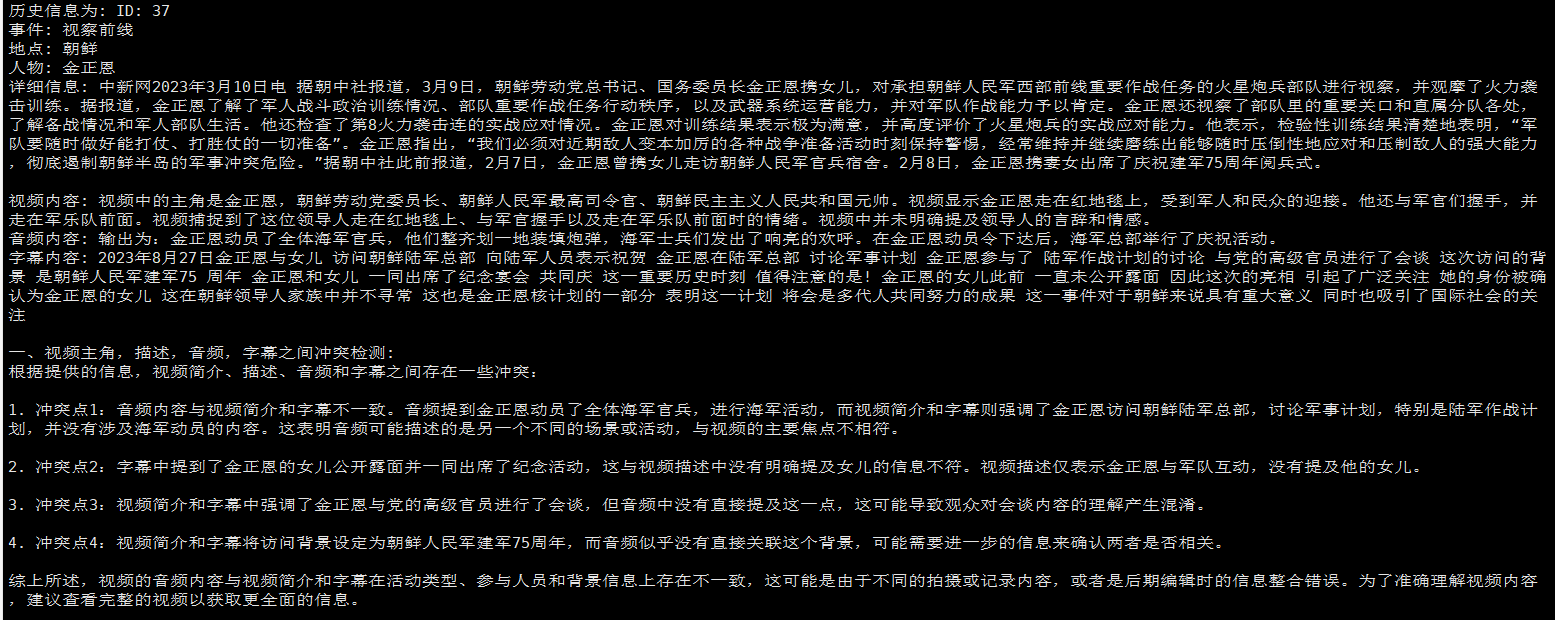 历史信息为: ID: 37
事件: 视察前线
地点: 朝鲜
人物: 金正恩
详细信息: 中新网2023年3月10日电 据朝中社报道，3月9日，朝鲜劳动党总书记、国务委员长金正恩携女儿，对承担朝鲜人民军西部前线重要作战任务的火星炮兵部队进行视察，并观摩了火力袭
击训练。据报道，金正恩了解了军人战斗政治训练情况、部队重要作战任务行动秩序，以及武器系统运营能力，并对军队作战能力予以肯定。金正恩还视察了部队里的重要关口和直属分队各处，
了解备战情况和军人部队生活。他还检查了第8火力袭击连的实战应对情况。金正恩对训练结果表示极为满意，并高度评价了火星炮兵的实战应对能力。他表示，检验性训练结果清楚地表明，“军
队要随时做好能打仗、打胜仗的一切准备”。金正恩指出，“我们必须对近期敌人变本加厉的各种战争准备活动时刻保持警惕，经常维持并继续磨练出能够随时压倒性地应对和压制敌人的强大能力
，彻底遏制朝鲜半岛的军事冲突危险。”据朝中社此前报道，2月7日，金正恩曾携女儿走访朝鲜人民军官兵宿舍。2月8日，金正恩携妻女出席了庆祝建军75周年阅兵式。
视频内容: 视频中的主角是金正恩，朝鲜劳动党委员长、朝鲜人民军最高司令官、朝鲜民主主义人民共和国元帅。视频显示金正恩走在红地毯上，受到军人和民众的迎接。他还与军官们握手，并
走在军乐队前面。视频捕捉到了这位领导人走在红地毯上、与军官握手以及走在军乐队前面时的情绪。视频中并未明确提及领导人的言辞和情感。
音频内容: 输出为: 金正恩动员了全体海军官兵，他们整齐划一地装填炮弹，海军士兵们发出了响亮的欢呼。在金正恩动员令下达后，海军总部举行了庆祝活动。
字幕内容: 2023年8月27日金正恩与女儿 访问朝鲜陆军总部 向陆军人员表示祝贺 金正恩在陆军总部 讨论军事计划 金正恩参与了 陆军作战计划的讨论 与党的高级官员进行了会谈 这次访问的背
景 是朝鲜人民军建军75 周年 金正恩和女儿 一同出席了纪念宴会 共同庆 这一重要历史时刻 值得注意的是! 金正恩的女儿此前 一直未公开露面 因此这次的亮相 引起了广泛关注 她的身份被确
认为金正恩的女儿 这在朝鲜领导人家族中并不寻常 这也是金正恩核计划的一部分 表明这一计划 将会是多代人共同努力的成果 这一事件对于朝鲜来说具有重大意义 同时也吸引了国际社会的关
注
一、视频主角，描述，音频，字幕之间冲突检测:
根据提供的信息，视频简介、描述、音频和字幕之间存在一些冲突：
1. 冲突点1：音频内容与视频简介和字幕不一致。音频提到金正恩动员了全体海军官兵，进行海军活动，而视频简介和字幕则强调了金正恩访问朝鲜陆军总部，讨论军事计划，特别是陆军作战计
划，并没有涉及海军动员的内容。这表明音频可能描述的是另一个不同的场景或活动，与视频的主要焦点不相符。
2. 冲突点2：字幕中提到了金正恩的女儿公开露面并一同出席了纪念活动，这与视频描述中没有明确提及女儿的信息不符。视频描述仅表示金正恩与军队互动，没有提及他的女儿。
3. 冲突点3：视频简介和字幕中强调了金正恩与党的高级官员进行了会谈，但音频中没有直接提及这一点，这可能导致观众对会谈内容的理解产生混淆。
4. 冲突点4：视频简介和字幕将访问背景设定为朝鲜人民军建军75周年，而音频似乎没有直接关联这个背景，可能需要进一步的信息来确认两者是否相关。
综上所述，视频的音频内容与视频简介和字幕在活动类型、参与人员和背景信息上存在不一致，这可能是由于不同的拍摄或记录内容，或者是后期编辑时的信息整合错误。为了准确理解视频内容
，建议查看完整的视频以获取更全面的信息。